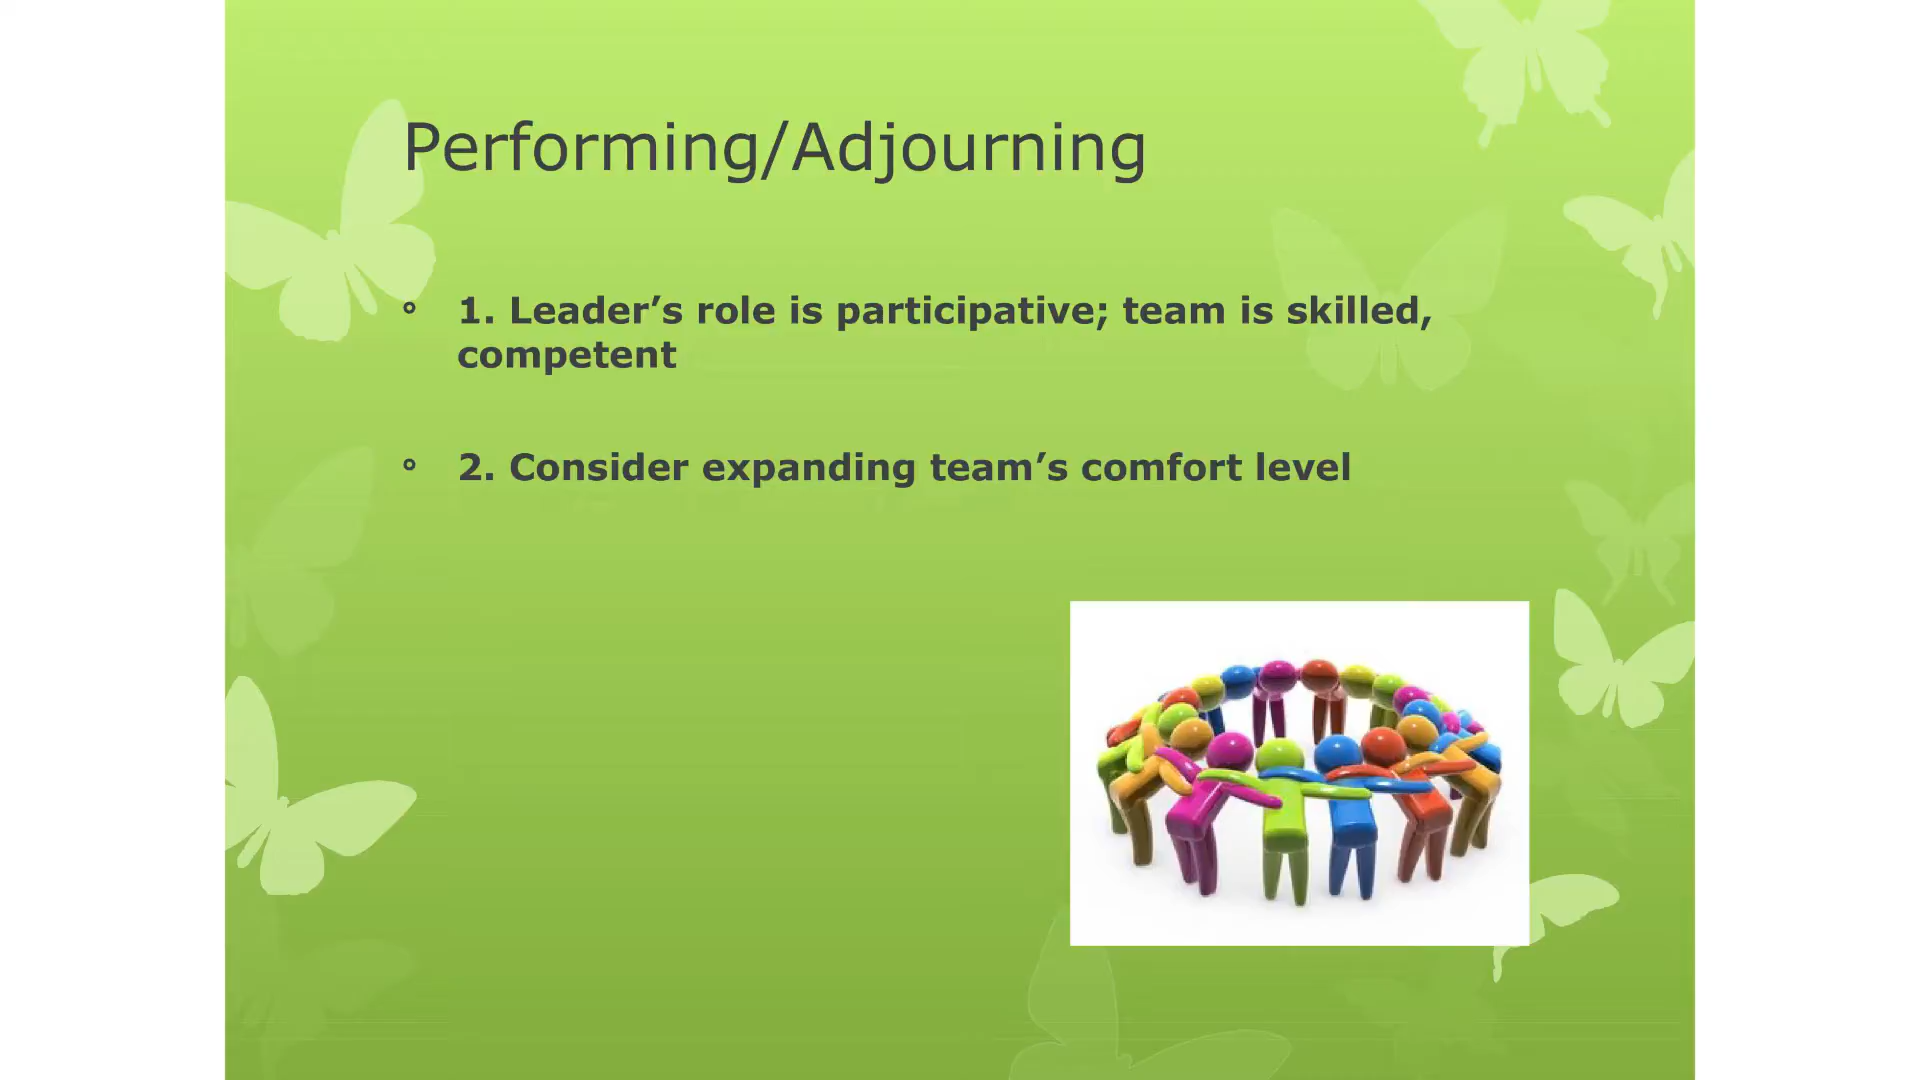 Performing/Adjourning
° 1. Leader’s role is participative; team is skilled,
competent
° 2. Consider expanding team’s comfort level